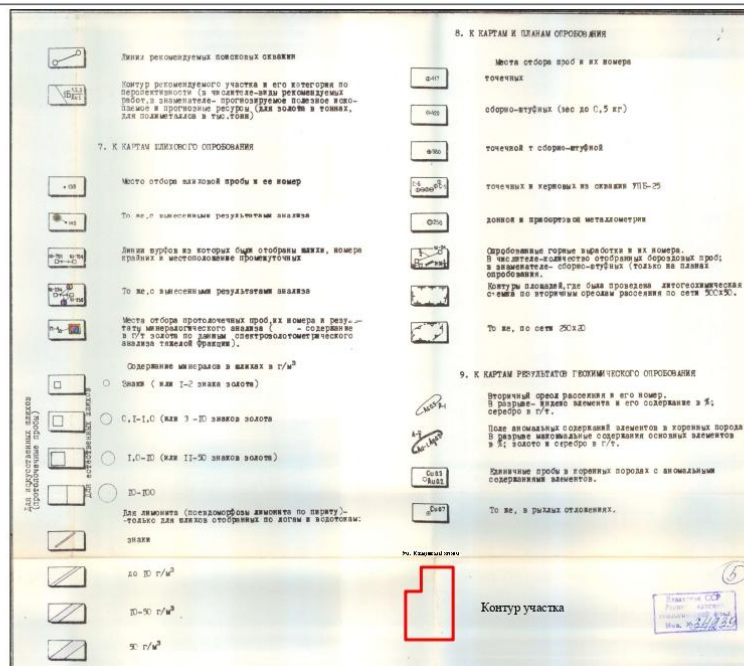 Линии рекомендуемых поисковых скважин
Контур рекомендуемого участка и его категория по
перспективности (в числителе-виды рекомендуемых
работ, в знаменателе- прогнозируемое полезное иско-
паемое и прогнозные ресурсы (для золота в тоннах,
для полиметаллов в тыс.тонн)
7. К КАРТАМ ШЛИХОВОГО ОПРОБОВАНИЯ
Место отбора шлиховой пробы и ее номер
То же, с вынесенными результатами анализа
Линии шурфов из которых были отобраны шлихи, номера
крайних и местоположение промежуточных
То же, с вынесенными результатами анализа
Места отбора протолочечных проб, их номера и резу-
таты минералогического анализа ( - содержание
в г/т золота по данным спектрозолотометрического
анализа тяжелой фракции).
Содержание минералов в шлихах в г/м³
Для искусственных шлихов
(протолочечные пробы)
Для естественных шлихов
Знаки ( или I-2 знака золота)
0,I-I,0 (или 3 -10 знаков золота
I,0-10 (или II-50 знаков золота)
10-100
Для лимонита (псевдоморфозы лимонита по пириту)-
-только для шлихов отобранных по логам и водотокам:
знаки
до 10 г/м³
10-50 г/м³
50 г/м³
8. К КАРТАМ И ПЛАНАМ ОПРОБОВАНИЯ
Места отбора проб и их номера
точечных
сборно-штуфных (вес до 0,5 кг)
точечной т сборно-штуфной
точечных и керновых из скважин УПБ-25
донной и прибортовой металлометрии
Опробованные горные выработки и их номера.
В числителе-количество отобранных бороздовых проб;
в знаменателе- сборно-штуфных (только на планах
опробования.
Контуры площадей, где была проведена литогеохимическая
с'емка по вторичным ореолам рассеяния по сети 500х50.
То же, по сети 250х20
9. К КАРТАМ РЕЗУЛЬТАТОВ ГЕОХИМИЧЕСКОГО ОПРОБОВАНИЯ
Вторичный ореол рассеяния и его номер.
В разрыве- индекс элемента и его содержание в %;
серебро в г/т.
Поле аномальных содержаний элементов в коренных порода
В разрыве максимальные содержания основных элементов
в %; золото и серебро в г/т.
Единичные пробы в коренных породах с аномальными
содержаниями элементов.
То же, в рыхлых отложениях.
Контур участка
5